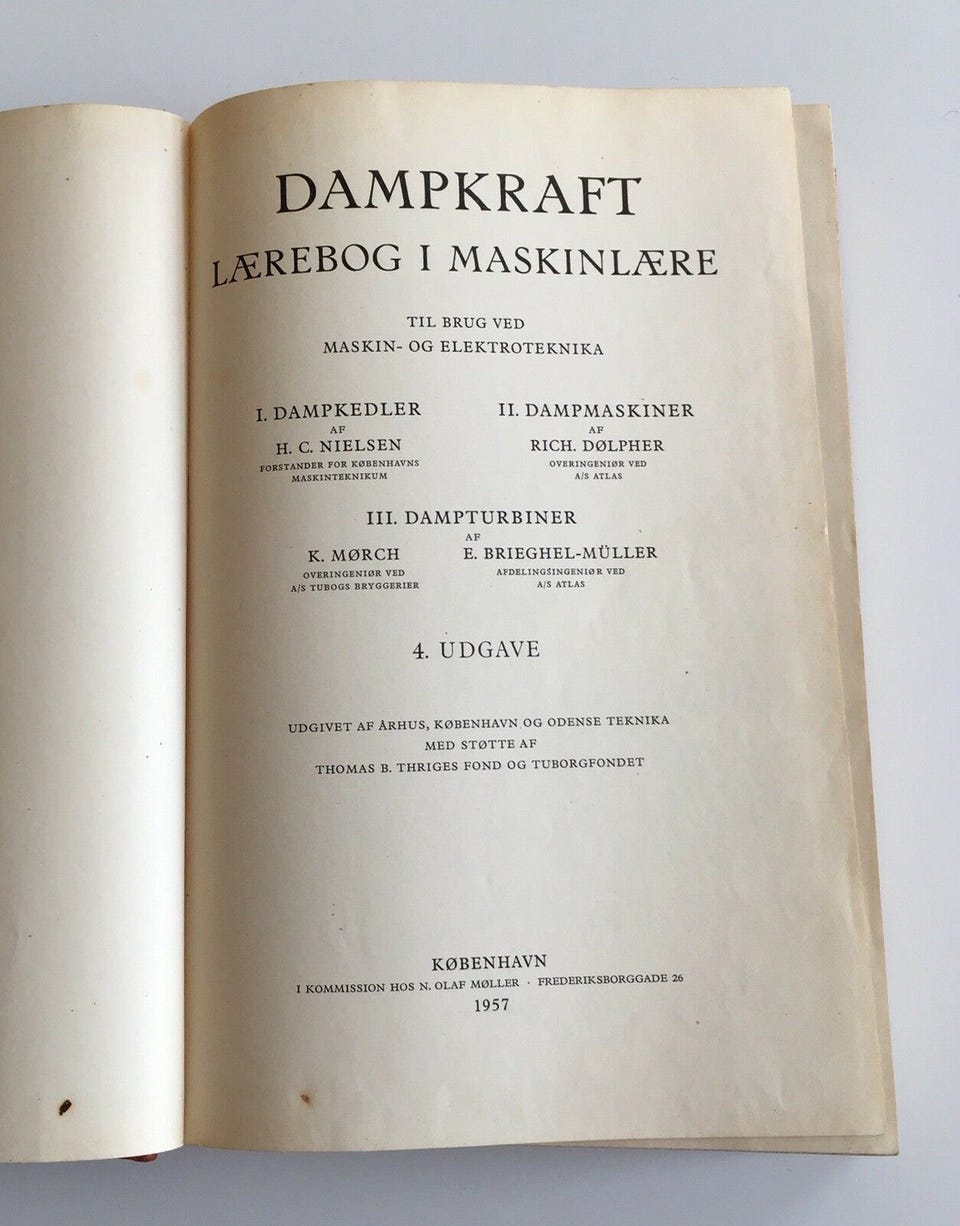 DAMPKRAFT
LÆREBOG I MASKINLÆRE
TIL BRUG VED
MASKIN- OG ELEKTROTEKNIKA
I. DAMPKEDLER
AF
H. C. NIELSEN
FORSTANDER FOR KØBENHAVNS
MASKINTEKNIKUM
II. DAMPMASKINER
AF
RICH. DØLPHER
OVERINGENIØR VED
A/S ATLAS
III. DAMPTURBINER
AF
K. MØRCH
OVERINGENIØR VED
A/S TUBOGS BRYGGERIER
E. BRIEGHEL-MÜLLER
AFDELINGSINGENIØR VED
A/S ATLAS
4. UDGAVE
UDGIVET AF ÅRHUS, KØBENHAVN OG ODENSE TEKNIKA
MED STØTTE AF
THOMAS B. THRIGES FOND OG TUBORGFONDET
KØBENHAVN
I KOMMISSION HOS N. OLAF MØLLER · FREDERIKSBORGGADE 26
1957